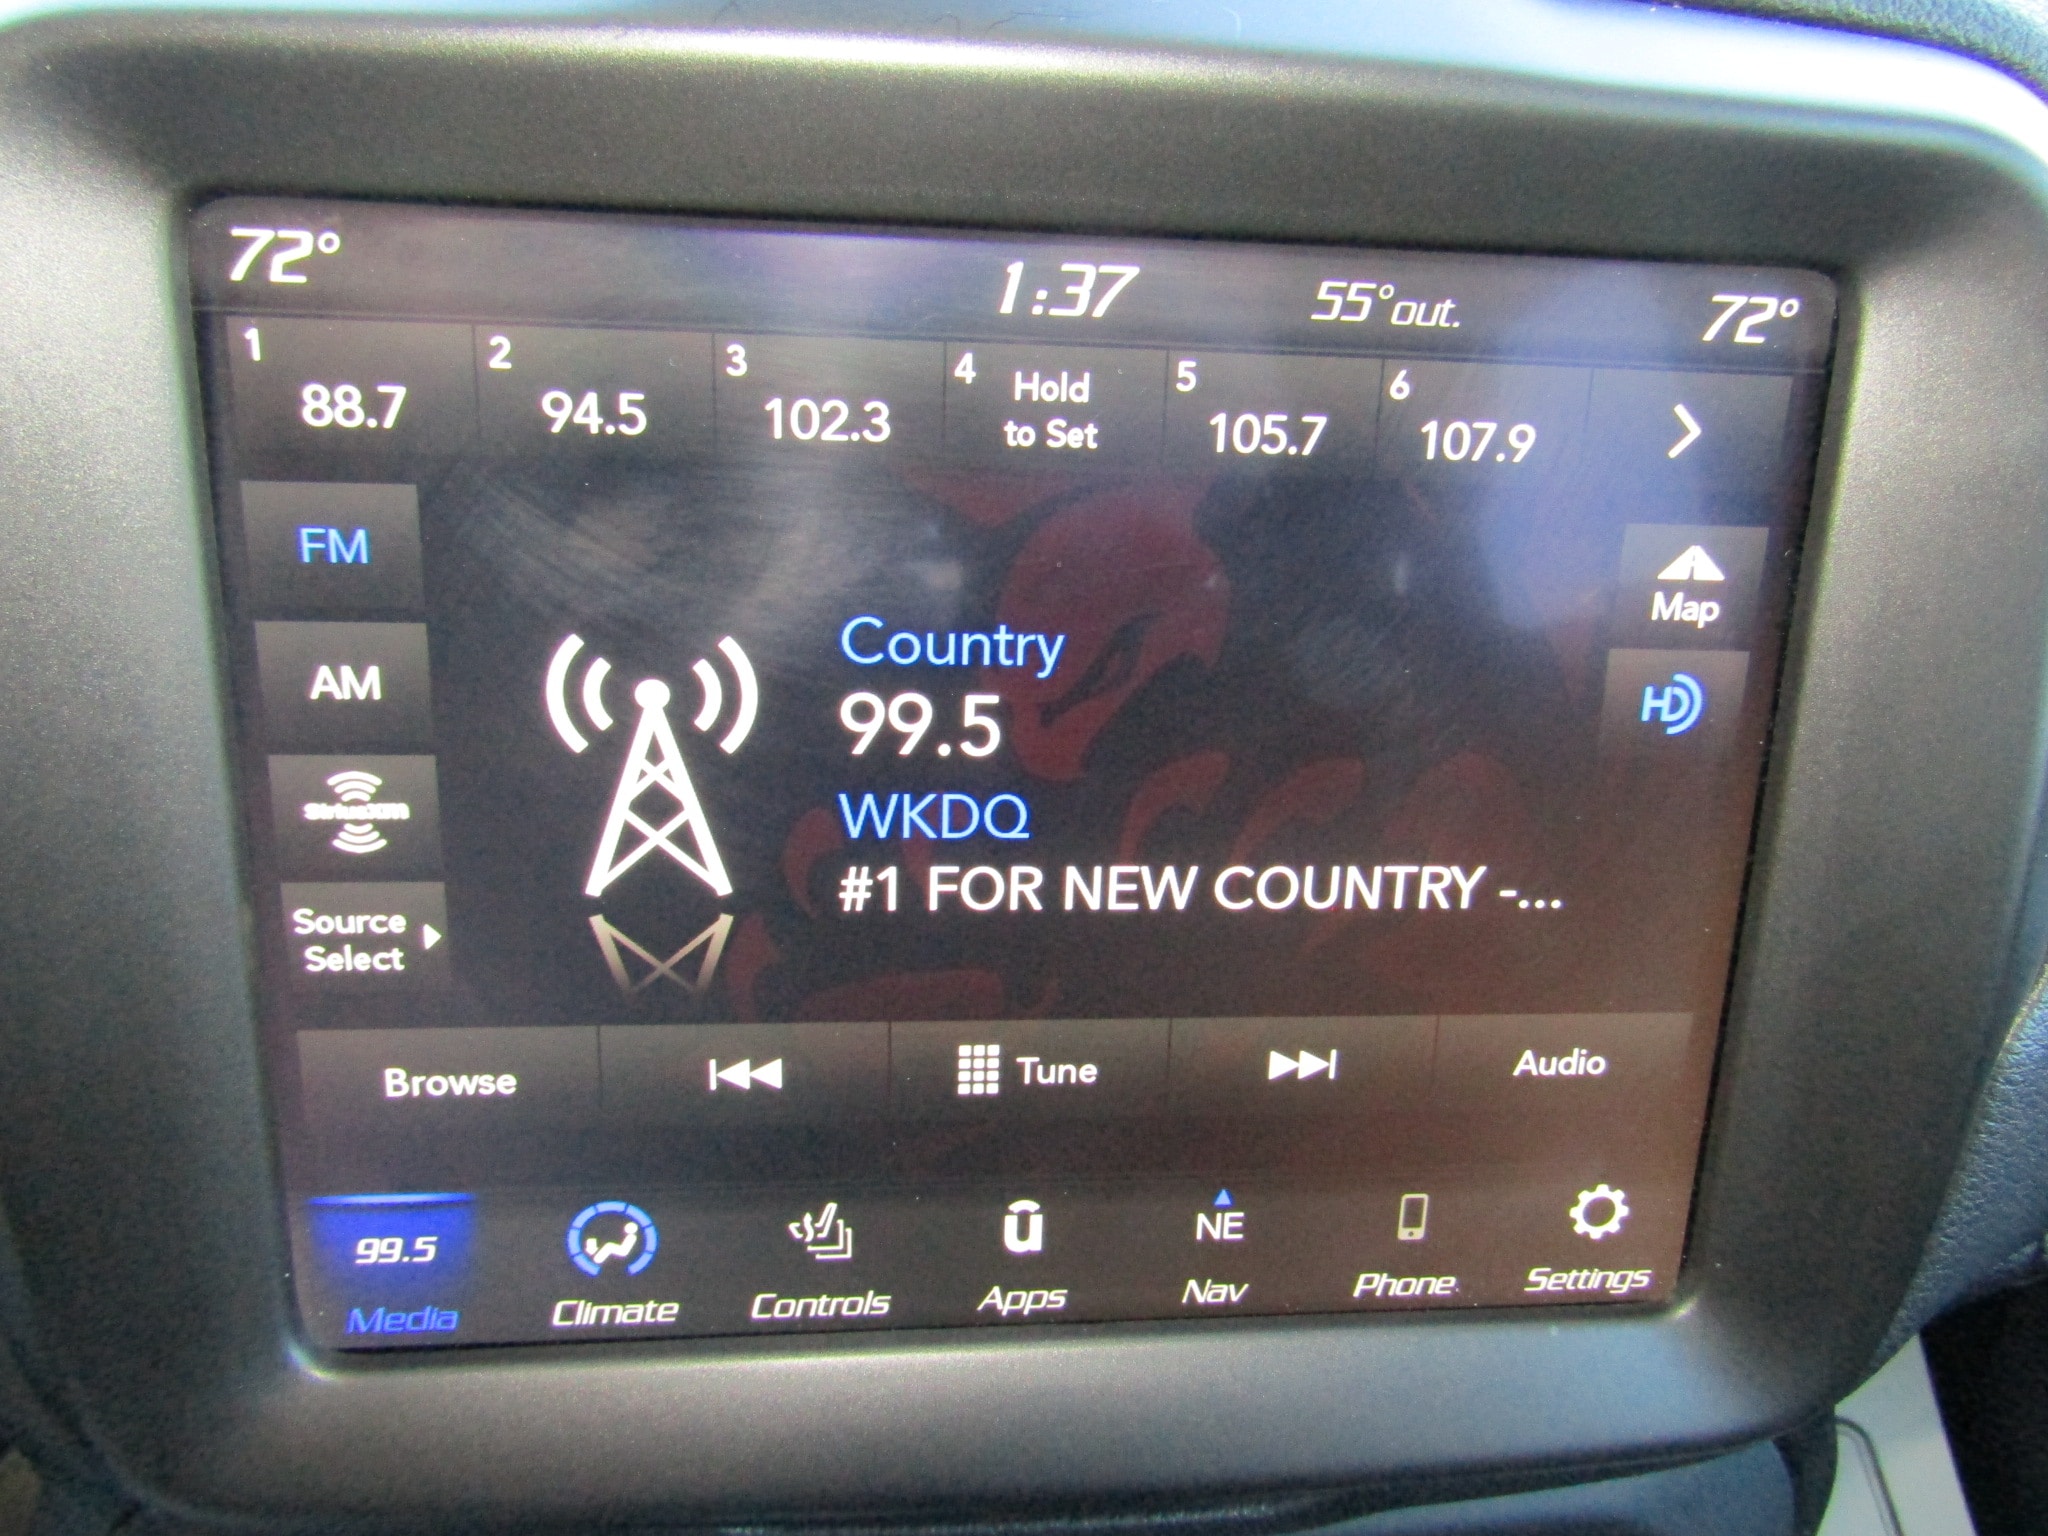 72° 1:37 55° out. 72°
1 2 3 4 5 6
88.7 94.5 102.3 Hold to Set 105.7 107.9
FM
AM
SiriusXM
Source
Select
Map
HD
Country
99.5
WKDQ
#1 FOR NEW COUNTRY -...
Browse Tune Audio
99.5 u NE
Media Climate Controls Apps Nav Phone Settings